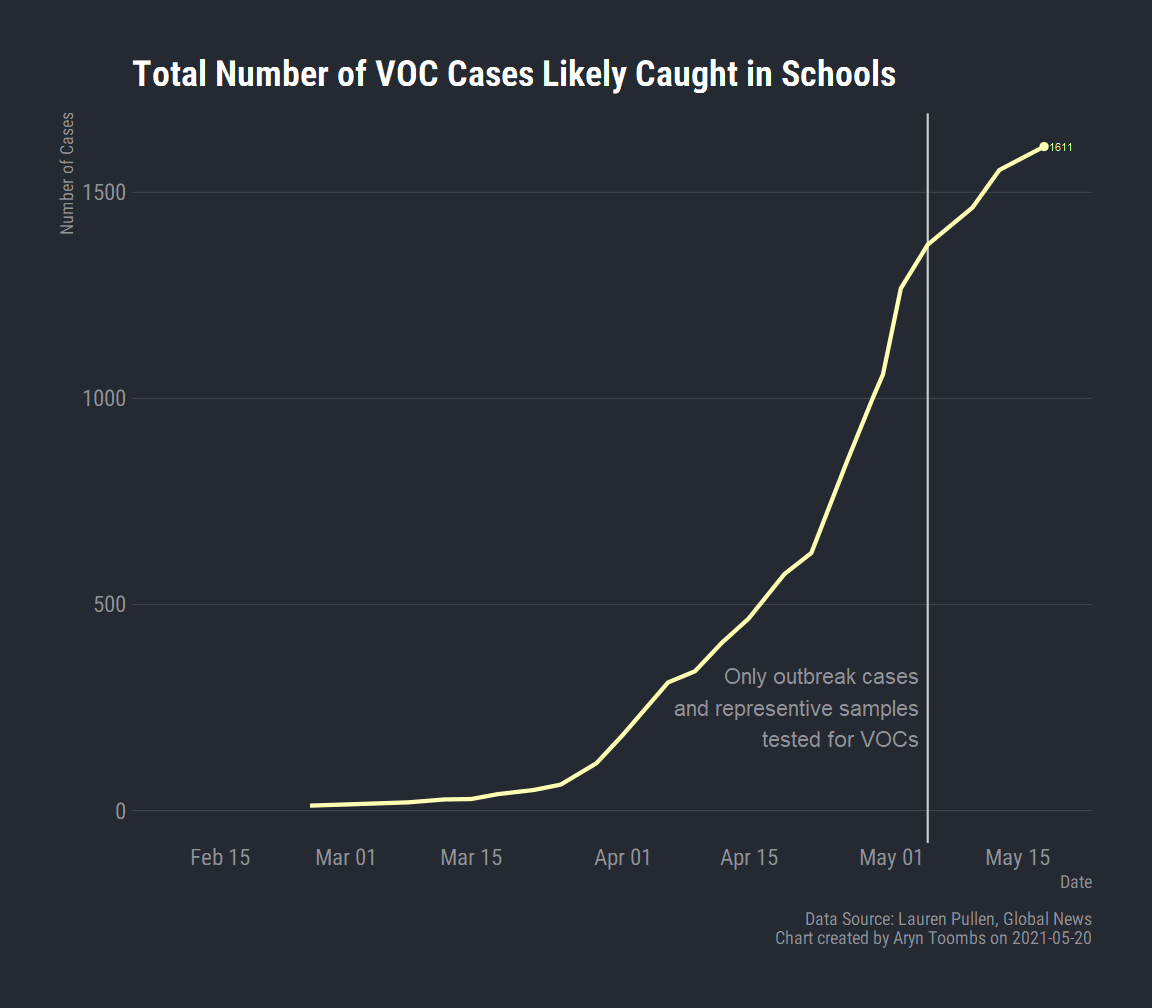 Total Number of VOC Cases Likely Caught in Schools
Number of Cases
1611
1500
1000
500
0
Only outbreak cases
and representive samples
tested for VOCs
Feb 15
Mar 01
Mar 15
Apr 01
Apr 15
May 01
May 15
Date
Data Source: Lauren Pullen, Global News
Chart created by Aryn Toombs on 2021-05-20